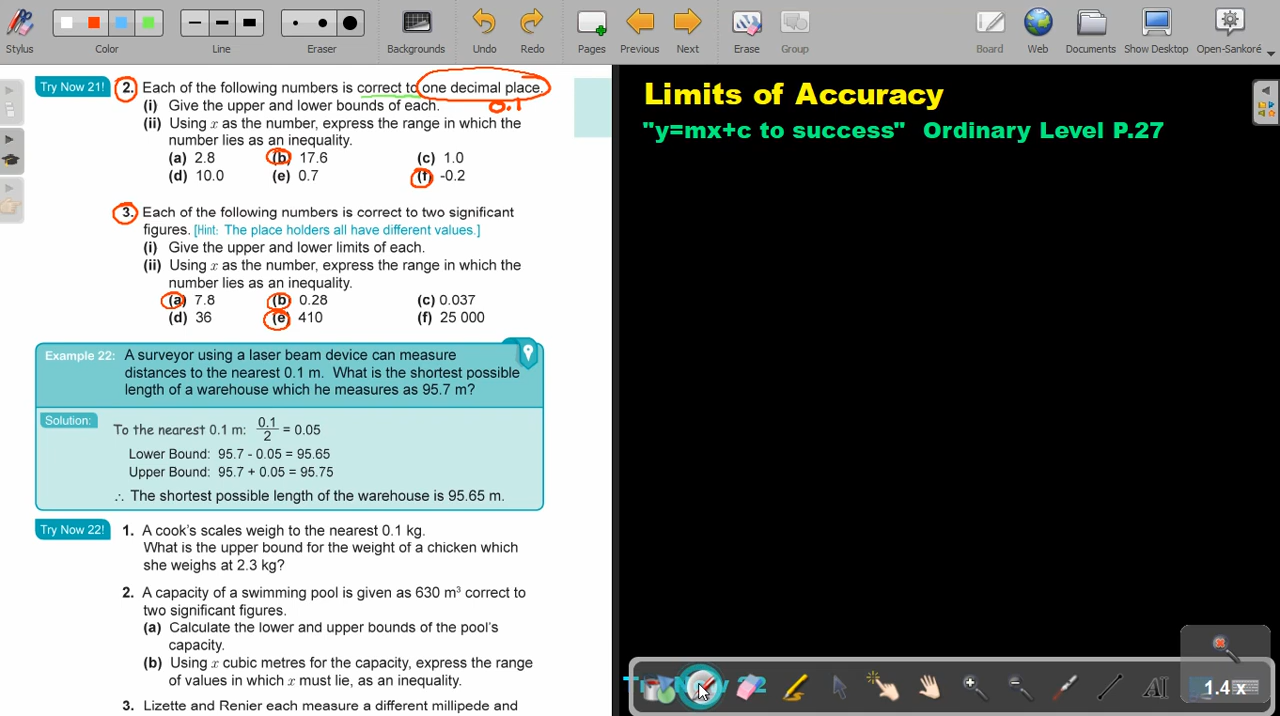 Stylus
Color
Line
Eraser
Backgrounds
Undo
Redo
Pages
Previous
Next
Erase
Group
Board
Web
Documents
Show Desktop
Open-Sankoré
Try Now 21!
2. Each of the following numbers is correct to one decimal place.
0.1
(i) Give the upper and lower bounds of each.
(ii) Using x as the number, express the range in which the
number lies as an inequality.
(a) 2.8 (b) 17.6 (c) 1.0
(d) 10.0 (e) 0.7 (f) -0.2
3. Each of the following numbers is correct to two significant
figures. [Hint: The place holders all have different values.]
(i) Give the upper and lower limits of each.
(ii) Using x as the number, express the range in which the
number lies as an inequality.
(a) 7.8 (b) 0.28 (c) 0.037
(d) 36 (e) 410 (f) 25 000
Example 22: A surveyor using a laser beam device can measure
distances to the nearest 0.1 m. What is the shortest possible
length of a warehouse which he measures as 95.7 m?
Solution:
To the nearest 0.1 m: 0.1/2 = 0.05
Lower Bound: 95.7 - 0.05 = 95.65
Upper Bound: 95.7 + 0.05 = 95.75
∴ The shortest possible length of the warehouse is 95.65 m.
Try Now 22!
1. A cook's scales weigh to the nearest 0.1 kg.
What is the upper bound for the weight of a chicken which
she weighs at 2.3 kg?
2. A capacity of a swimming pool is given as 630 m³ correct to
two significant figures.
(a) Calculate the lower and upper bounds of the pool's
capacity.
(b) Using x cubic metres for the capacity, express the range
of values in which x must lie, as an inequality.
3. Lizette and Renier each measure a different millipede and
Limits of Accuracy
"y=mx+c to success" Ordinary Level P.27
AI
1.4 x